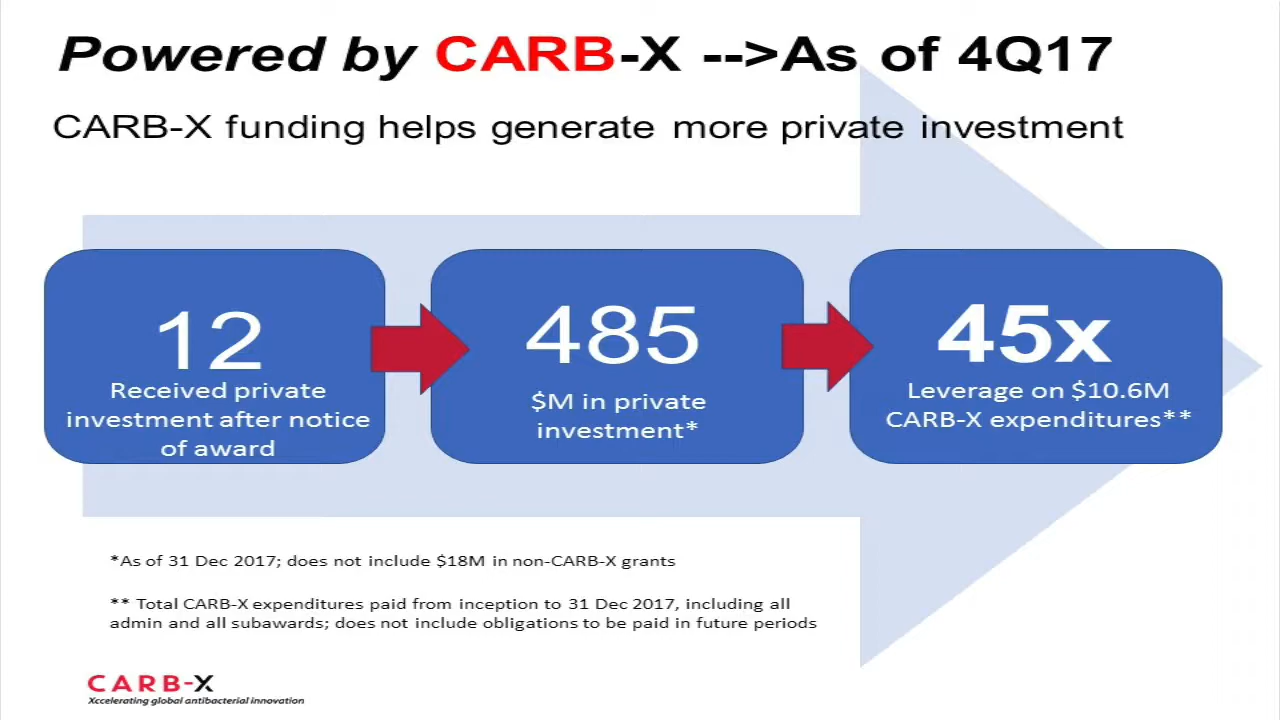 Powered by CARB-X -->As of 4Q17
CARB-X funding helps generate more private investment
12
Received private
investment after notice
of award
485
$M in private
investment*
45x
Leverage on $10.6M
CARB-X expenditures**
*As of 31 Dec 2017; does not include $18M in non-CARB-X grants
** Total CARB-X expenditures paid from inception to 31 Dec 2017, including all
admin and all subawards; does not include obligations to be paid in future periods
CARB-X
Xccelerating global antibacterial innovation